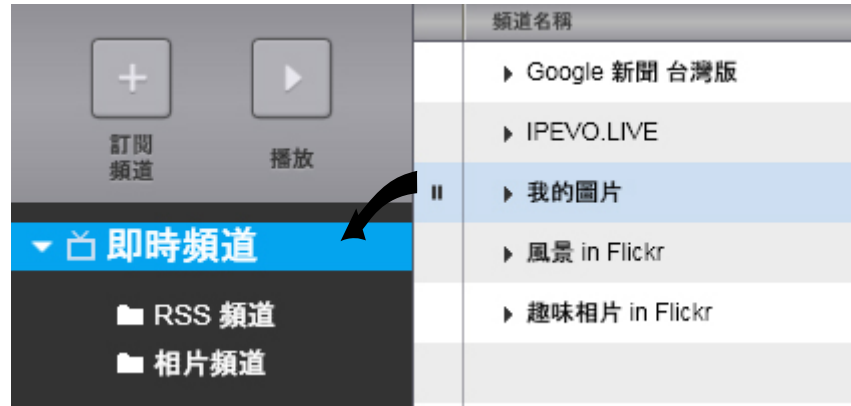 訂閱
頻道
播放
即時頻道
RSS 頻道
相片頻道
頻道名稱
Google 新聞 台灣版
IPEVO.LIVE
我的圖片
風景 in Flickr
趣味相片 in Flickr